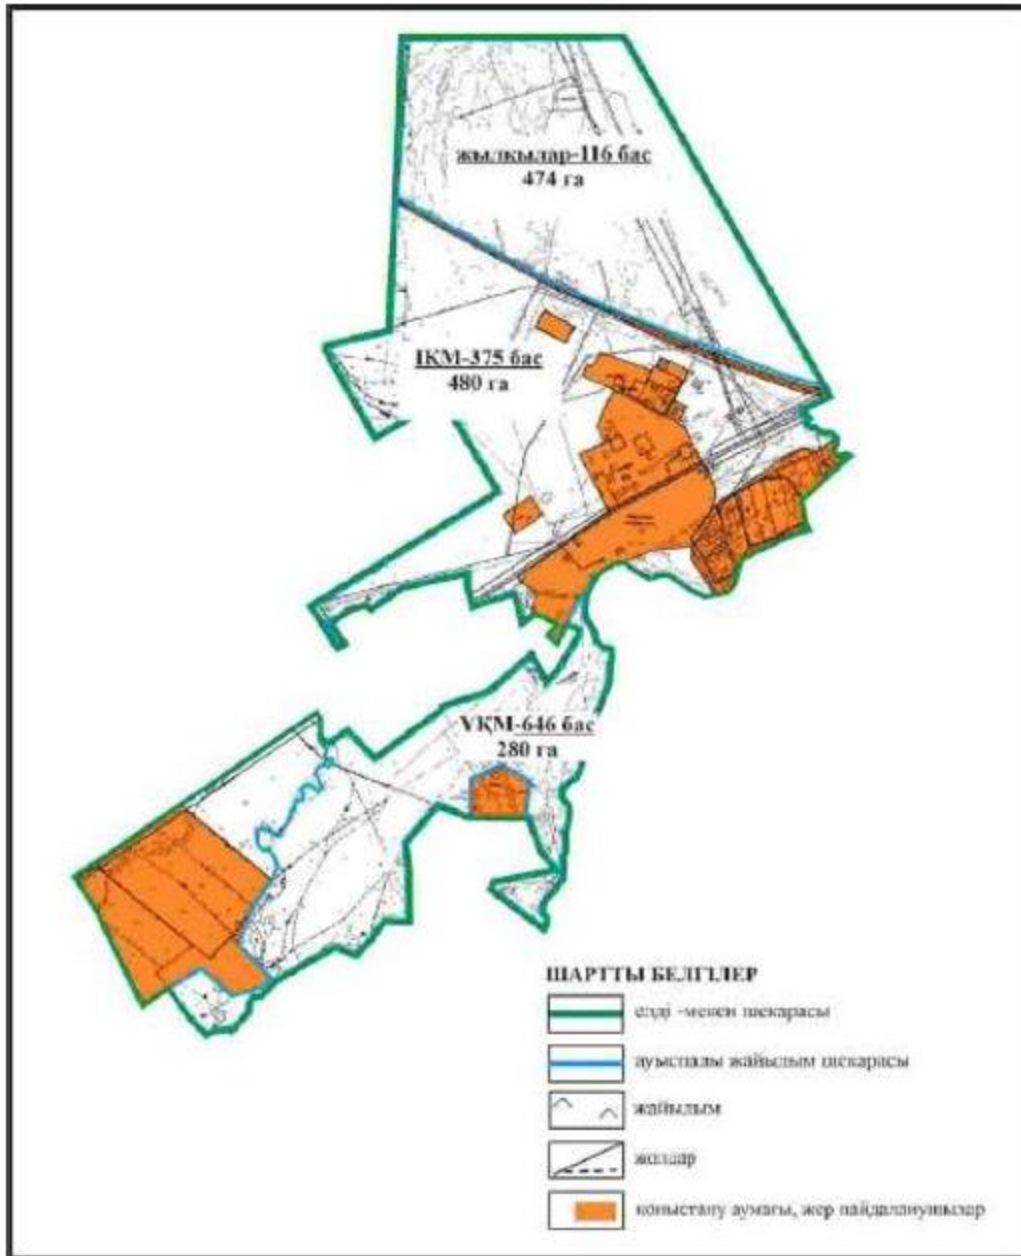 жылқылар-116 бас
474 га
ІҚМ-375 бас
480 га
ҰҚМ-646 бас
280 га
ШАРТТЫ БЕЛГІЛЕР
елді -мекен шекарасы
ауыспалы жайылым шекарасы
жайылым
жолдар
қоныстану аумағы, жер пайдаланушылар